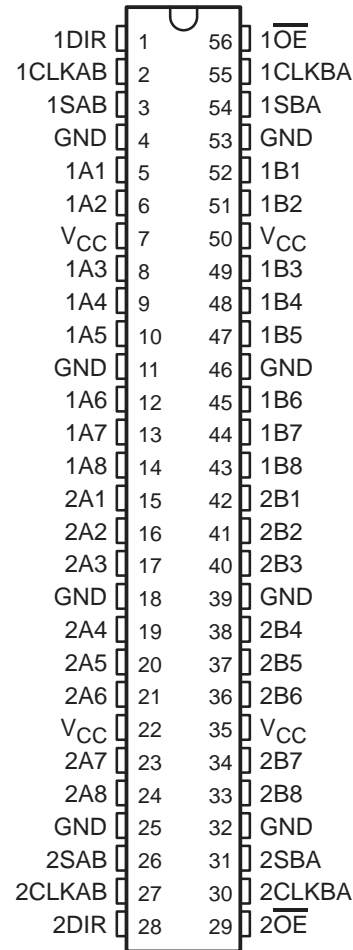 1DIR 1 56 1O̅E̅
1CLKAB 2 55 1CLKBA
1SAB 3 54 1SBA
GND 4 53 GND
1A1 5 52 1B1
1A2 6 51 1B2
VCC 7 50 VCC
1A3 8 49 1B3
1A4 9 48 1B4
1A5 10 47 1B5
GND 11 46 GND
1A6 12 45 1B6
1A7 13 44 1B7
1A8 14 43 1B8
2A1 15 42 2B1
2A2 16 41 2B2
2A3 17 40 2B3
GND 18 39 GND
2A4 19 38 2B4
2A5 20 37 2B5
2A6 21 36 2B6
VCC 22 35 VCC
2A7 23 34 2B7
2A8 24 33 2B8
GND 25 32 GND
2SAB 26 31 2SBA
2CLKAB 27 30 2CLKBA
2DIR 28 29 2O̅E̅